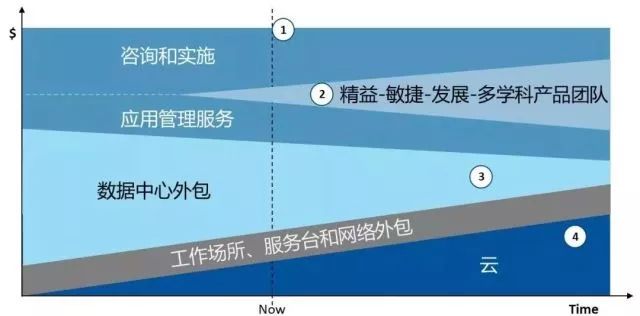 $
1
咨询和实施
2
精益-敏捷-发展-多学科产品团队
应用管理服务
3
数据中心外包
工作场所、服务台和网络外包
4
云
Now
Time